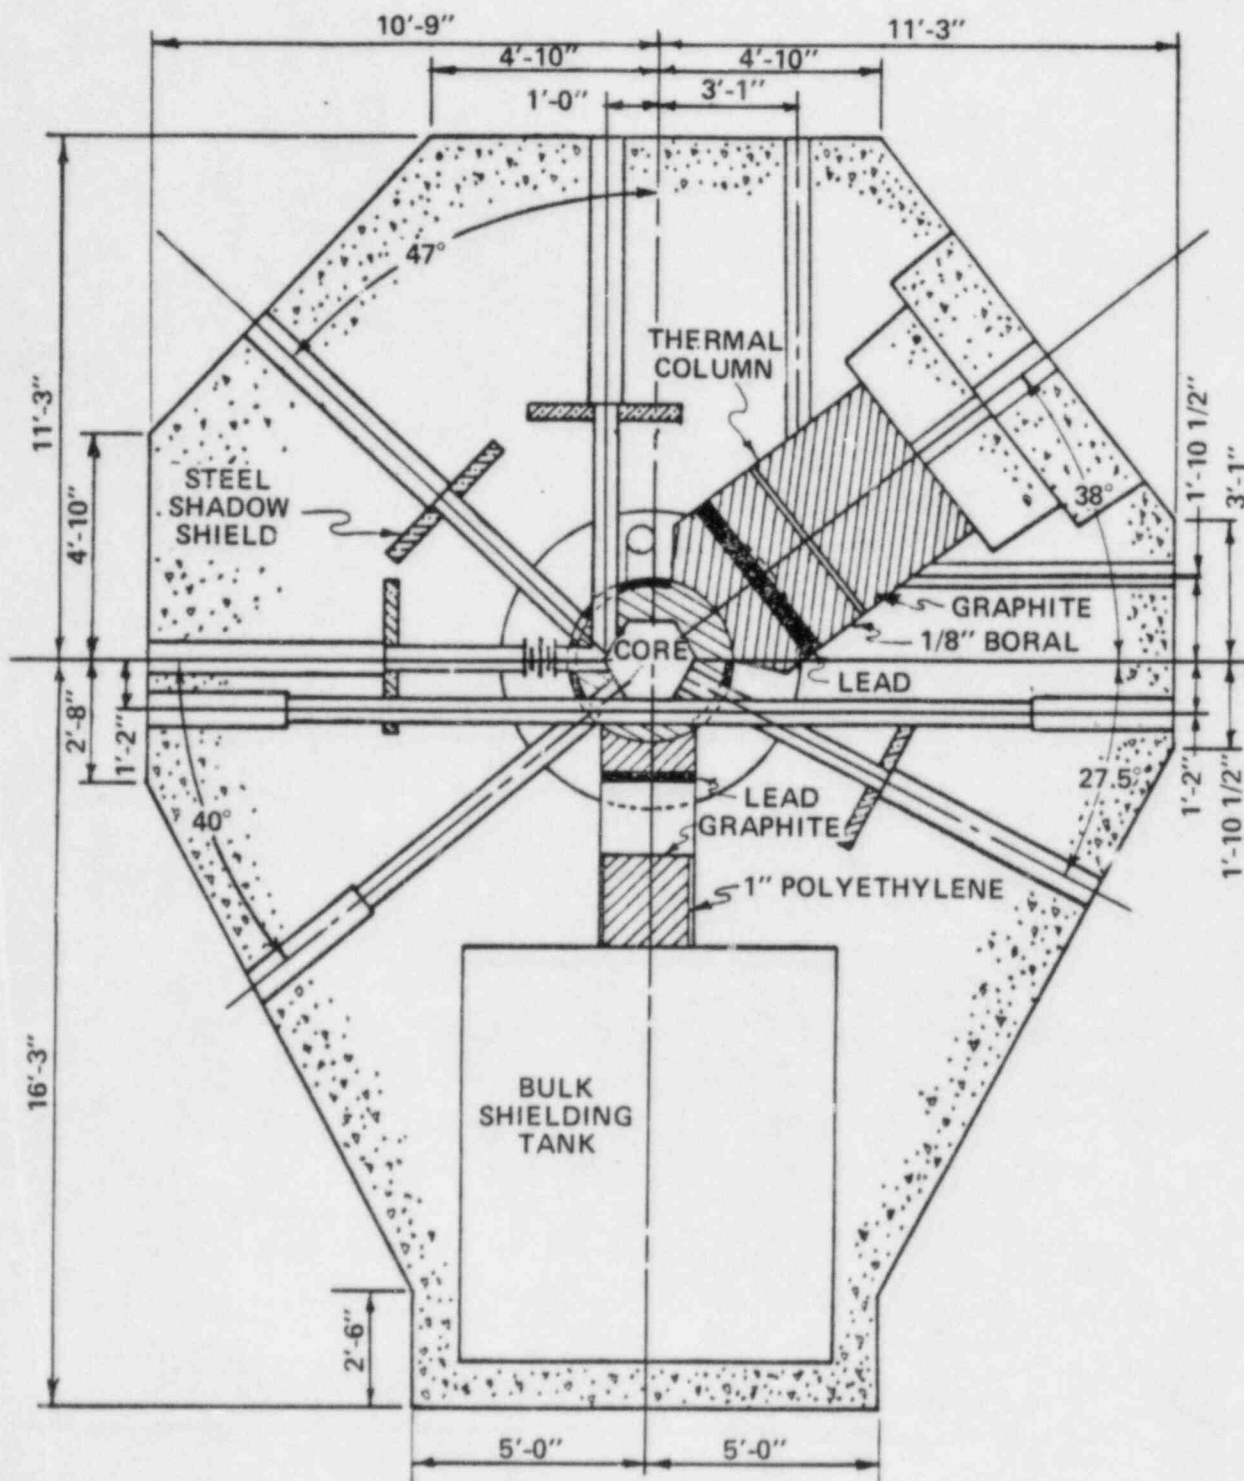 10'-9"
11'-3"
4'-10"
4'-10"
1'-0"
3'-1"
47°
THERMAL
COLUMN
11'-3"
4'-10"
STEEL
SHADOW
SHIELD
38°
1'-10 1/2"
3'-1"
GRAPHITE
1/8" BORAL
CORE
LEAD
2'-8"
1'-2"
40°
LEAD
GRAPHITE
27.5°
1'-2"
1'-10 1/2"
1" POLYETHYLENE
16'-3"
BULK
SHIELDING
TANK
2'-6"
5'-0"
5'-0"